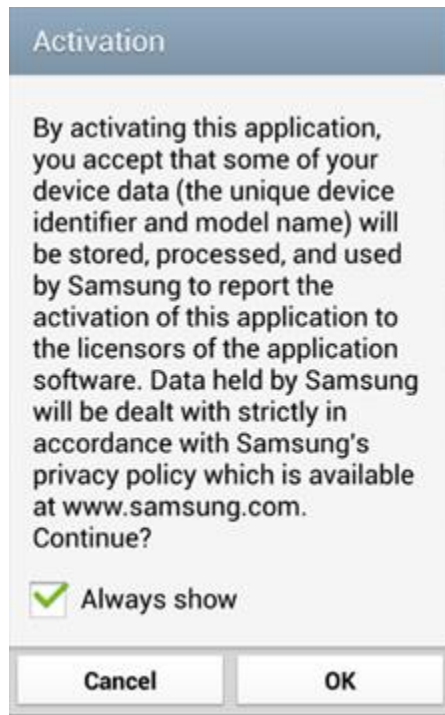 Activation
By activating this application,
you accept that some of your
device data (the unique device
identifier and model name) will
be stored, processed, and used
by Samsung to report the
activation of this application to
the licensors of the application
software. Data held by Samsung
will be dealt with strictly in
accordance with Samsung's
privacy policy which is available
at www.samsung.com.
Continue?
Always show
Cancel
OK